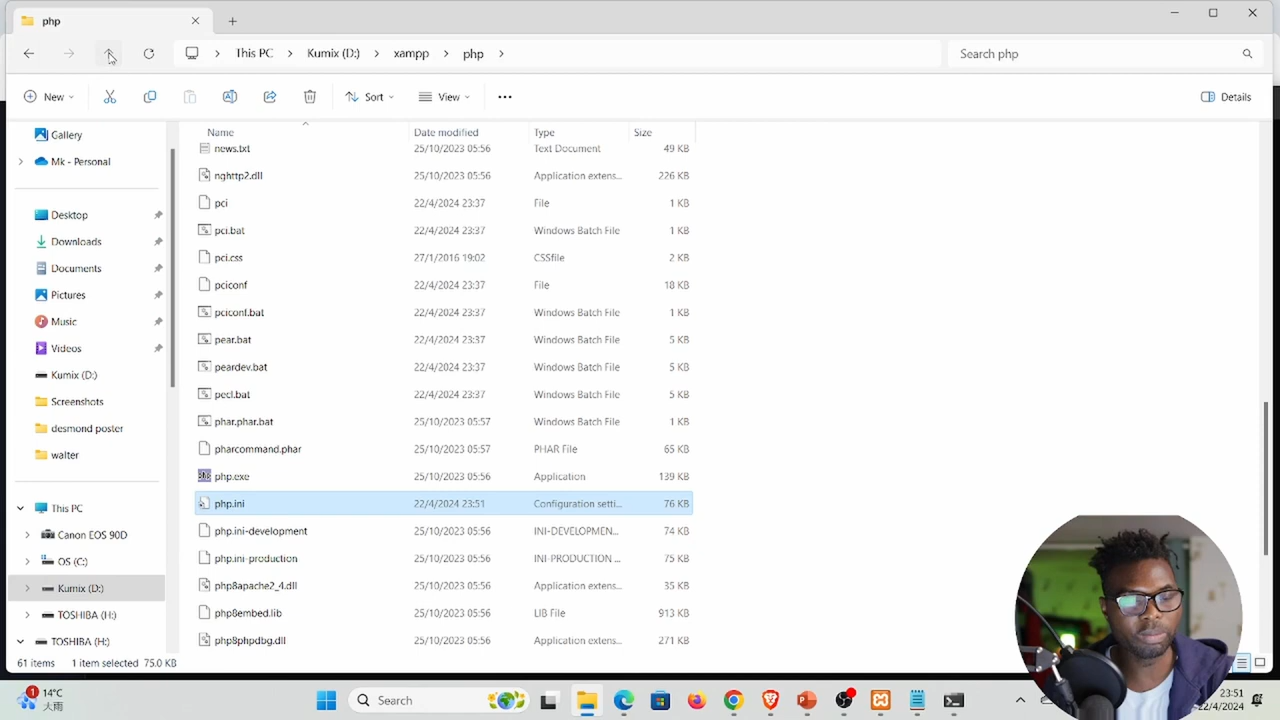 php
This PC > Kumix (D:) > xampp > php >
Search php
New
Sort
View
Details
Name Date modified Type Size
Gallery
Mk - Personal
Desktop
Downloads
Documents
Pictures
Music
Videos
Kumix (D:)
Screenshots
desmond poster
walter
This PC
Canon EOS 90D
OS (C:)
Kumix (D:)
TOSHIBA (H:)
TOSHIBA (H:)
news.txt 25/10/2023 05:56 Text Document 49 KB
nghttp2.dll 25/10/2023 05:56 Application extens... 226 KB
pci 22/4/2024 23:37 File 1 KB
pci.bat 22/4/2024 23:37 Windows Batch File 1 KB
pci.css 27/1/2016 19:02 CSSfile 2 KB
pciconf 22/4/2024 23:37 File 18 KB
pciconf.bat 22/4/2024 23:37 Windows Batch File 1 KB
pear.bat 22/4/2024 23:37 Windows Batch File 5 KB
peardev.bat 22/4/2024 23:37 Windows Batch File 5 KB
pecl.bat 22/4/2024 23:37 Windows Batch File 5 KB
phar.phar.bat 25/10/2023 05:57 Windows Batch File 1 KB
pharcommand.phar 25/10/2023 05:57 PHAR File 65 KB
php.exe 25/10/2023 05:56 Application 139 KB
php.ini 22/4/2024 23:51 Configuration setti... 76 KB
php.ini-development 25/10/2023 05:56 INI-DEVELOPMEN... 74 KB
php.ini-production 25/10/2023 05:56 INI-PRODUCTION ... 75 KB
php8apache2_4.dll 25/10/2023 05:56 Application extens... 35 KB
php8embed.lib 25/10/2023 05:56 LIB File 913 KB
php8phpdbg.dll 25/10/2023 05:56 Application extens... 271 KB
61 items 1 item selected 75.0 KB
1
14°C
大雨
Search
23:51
22/4/2024